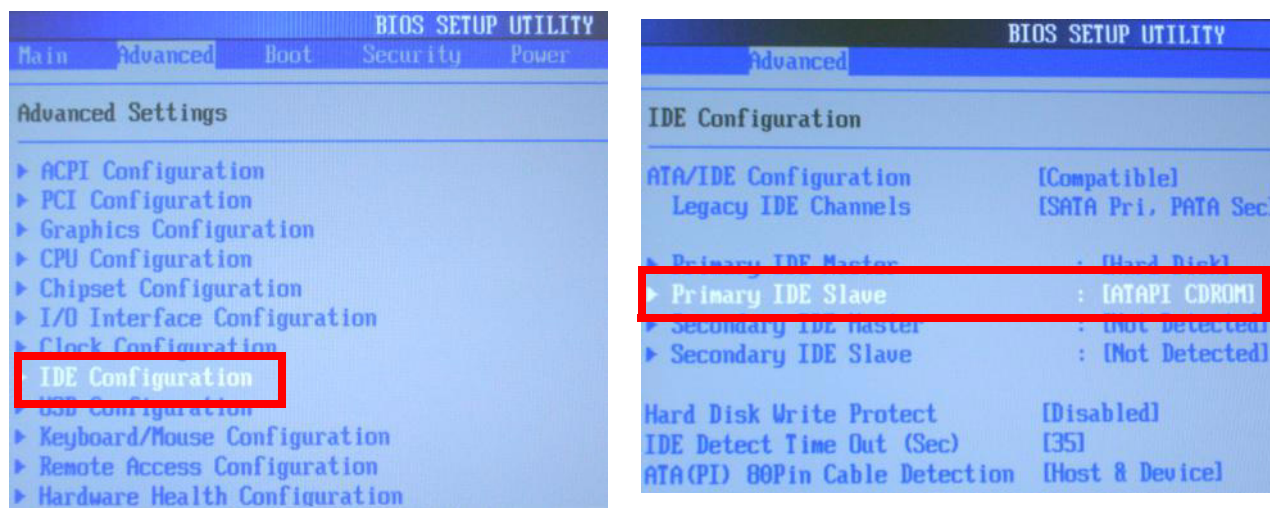 BIOS SETUP UTILITY
Main Advanced Boot Security Power
Advanced Settings
ACPI Configuration
PCI Configuration
Graphics Configuration
CPU Configuration
Chipset Configuration
I/O Interface Configuration
Clock Configuration
IDE Configuration
USB Configuration
Keyboard/Mouse Configuration
Remote Access Configuration
Hardware Health Configuration
BIOS SETUP UTILITY
Advanced
IDE Configuration
ATA/IDE Configuration [Compatible]
Legacy IDE Channels [SATA Pri, PATA Sec]
Primary IDE Master : [Hard Disk]
Primary IDE Slave : [ATAPI CDROM]
Secondary IDE Master : [Not Detected]
Secondary IDE Slave : [Not Detected]
Hard Disk Write Protect [Disabled]
IDE Detect Time Out (Sec) [35]
ATA(PI) 80Pin Cable Detection [Host & Device]